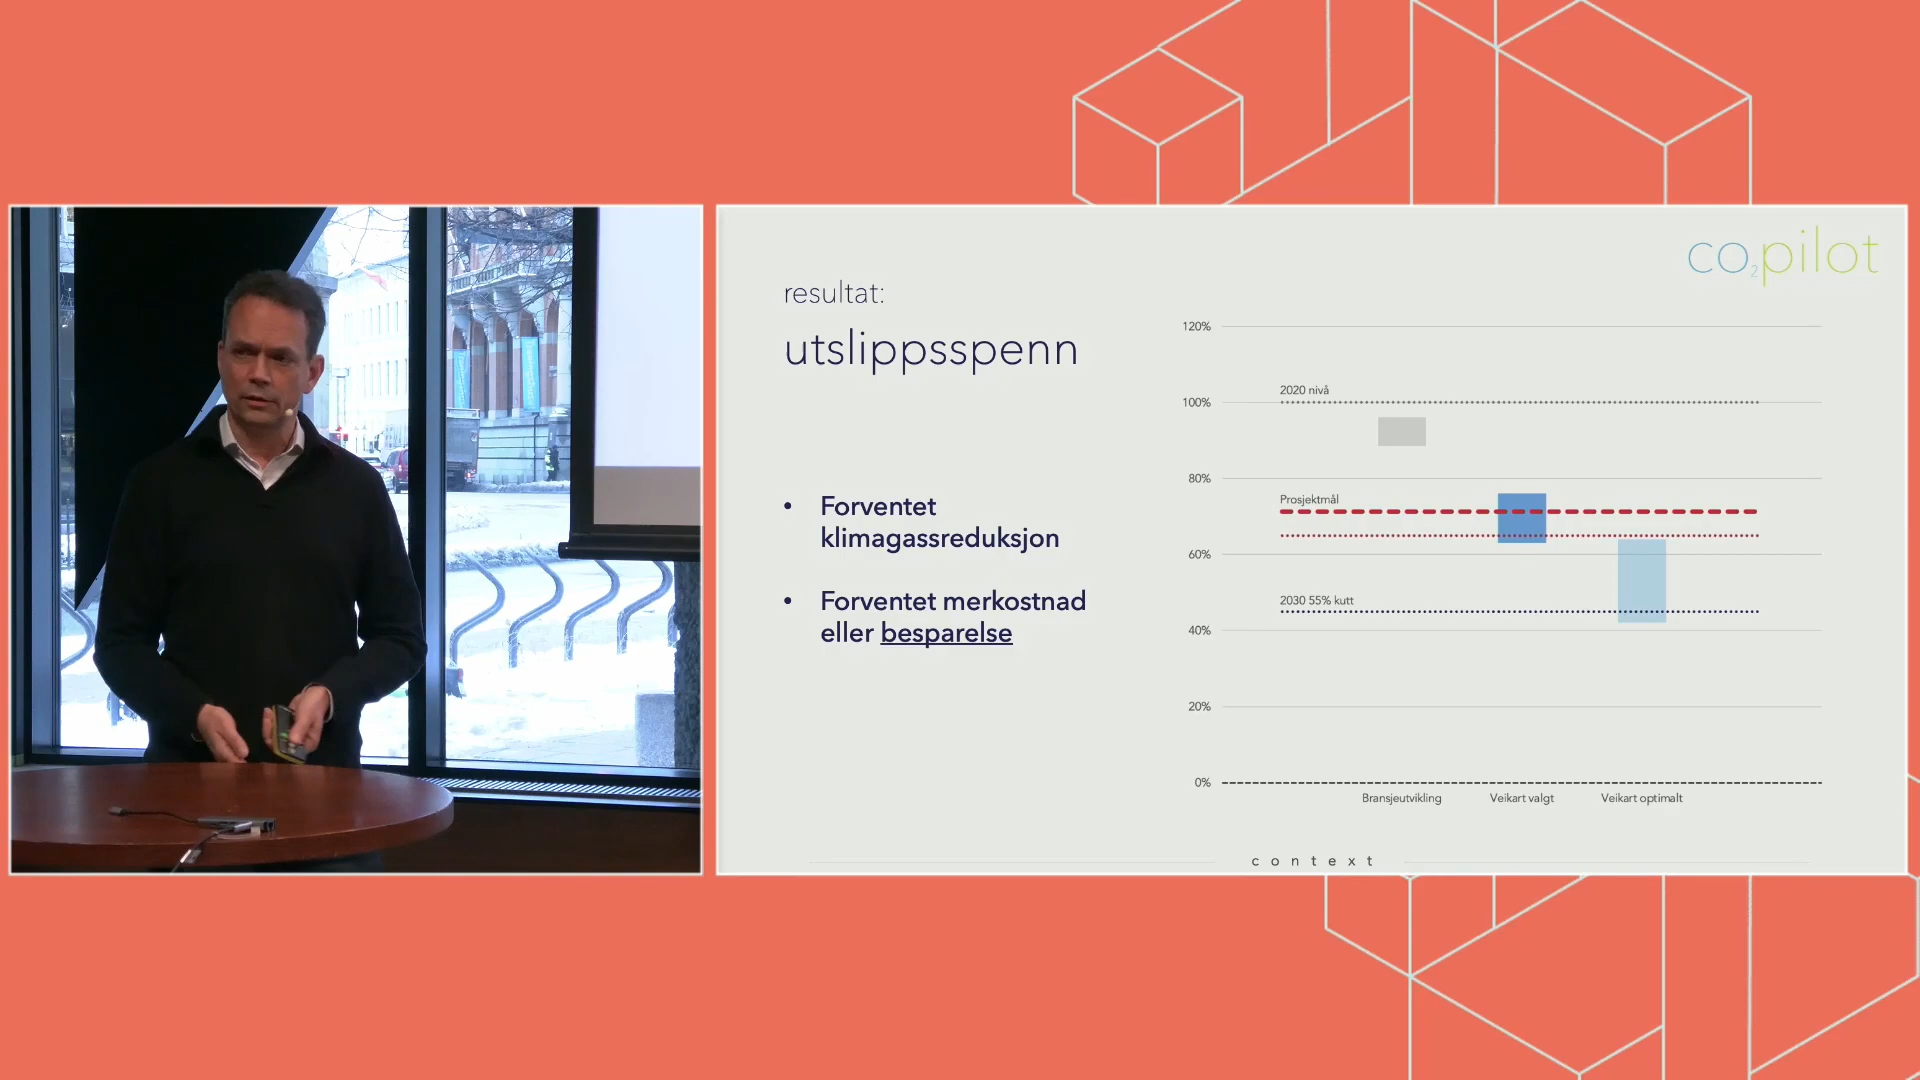 co₂pilot
resultat:
utslippsspenn
• Forventet
klimagassreduksjon
• Forventet merkostnad
eller besparelse
120%
2020 nivå
100%
80%
Prosjektmål
60%
2030 55% kutt
40%
20%
0%
Bransjeutvikling
Veikart valgt
Veikart optimalt
context